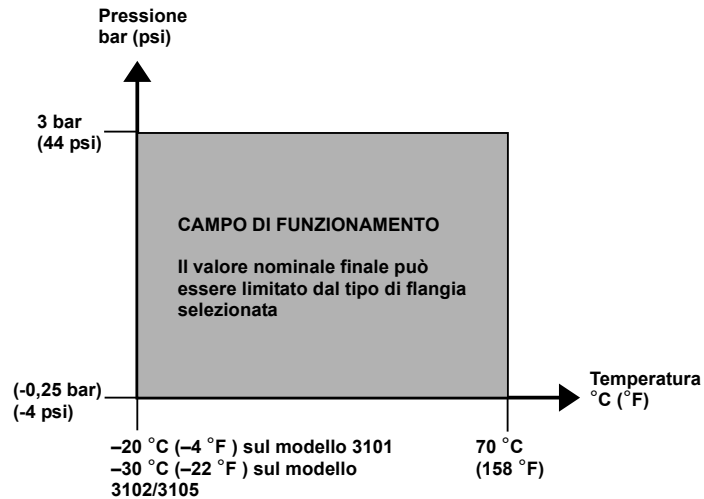 Pressione
bar (psi)
3 bar
(44 psi)
CAMPO DI FUNZIONAMENTO
Il valore nominale finale può
essere limitato dal tipo di flangia
selezionata
(-0,25 bar)
(-4 psi)
Temperatura
°C (°F)
–20 °C (–4 °F ) sul modello 3101
–30 °C (–22 °F ) sul modello
3102/3105
70 °C
(158 °F)